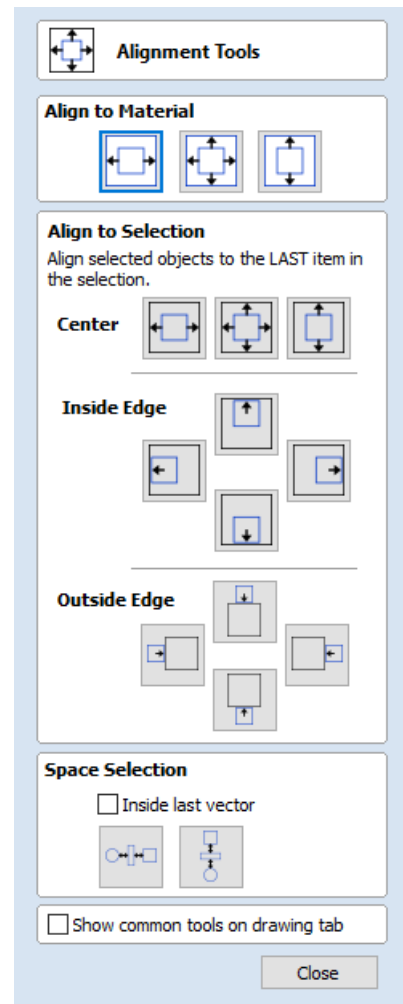 Alignment Tools
Align to Material
Align to Selection
Align selected objects to the LAST item in
the selection.
Center
Inside Edge
Outside Edge
Space Selection
Inside last vector
Show common tools on drawing tab
Close